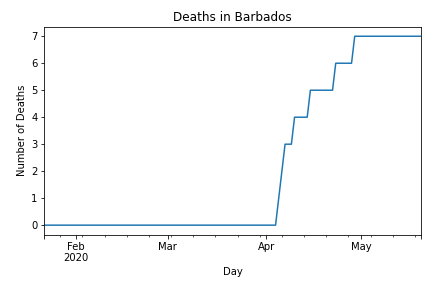 Deaths in Barbados
Number of Deaths
7
6
5
4
3
2
1
0
Feb
2020
Mar
Apr
May
Day